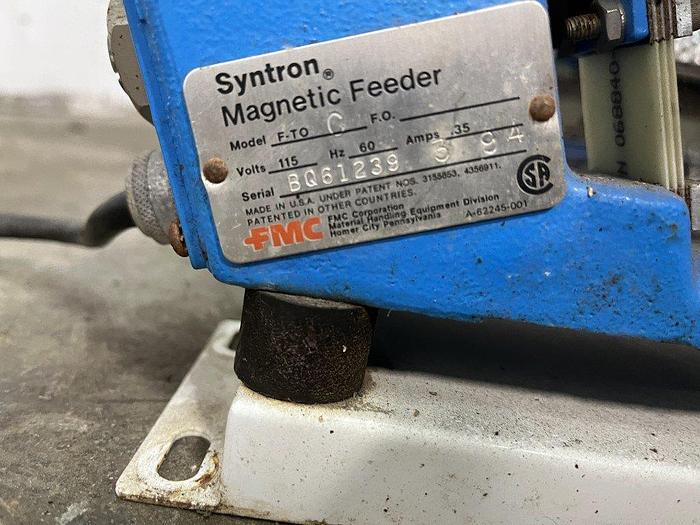 Syntron®
Magnetic Feeder
Model F-TO C F.O.
Volts 115 Hz 60 Amps .35
Serial BQ61239 3 94
MADE IN U.S.A. UNDER PATENT NOS. 3155853, 4356911.
PATENTED IN OTHER COUNTRIES.
FMC FMC Corporation
Material Handling Equipment Division
Homer City Pennsylvania A-62245-001
SA
N 068840